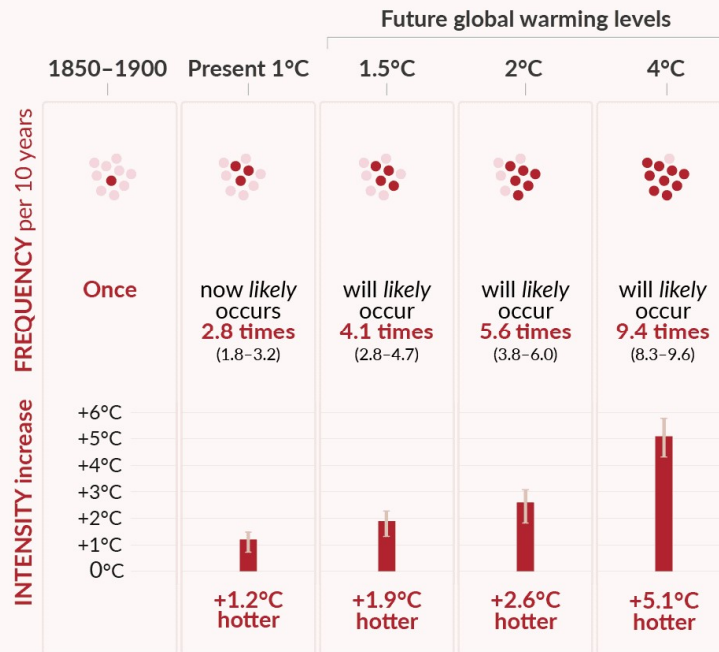 Future global warming levels
1850–1900
Present 1°C
1.5°C
2°C
4°C
FREQUENCY per 10 years
Once
now likely
occurs
2.8 times
(1.8–3.2)
will likely
occur
4.1 times
(2.8–4.7)
will likely
occur
5.6 times
(3.8–6.0)
will likely
occur
9.4 times
(8.3–9.6)
INTENSITY increase
+6°C
+5°C
+4°C
+3°C
+2°C
+1°C
0°C
+1.2°C
hotter
+1.9°C
hotter
+2.6°C
hotter
+5.1°C
hotter